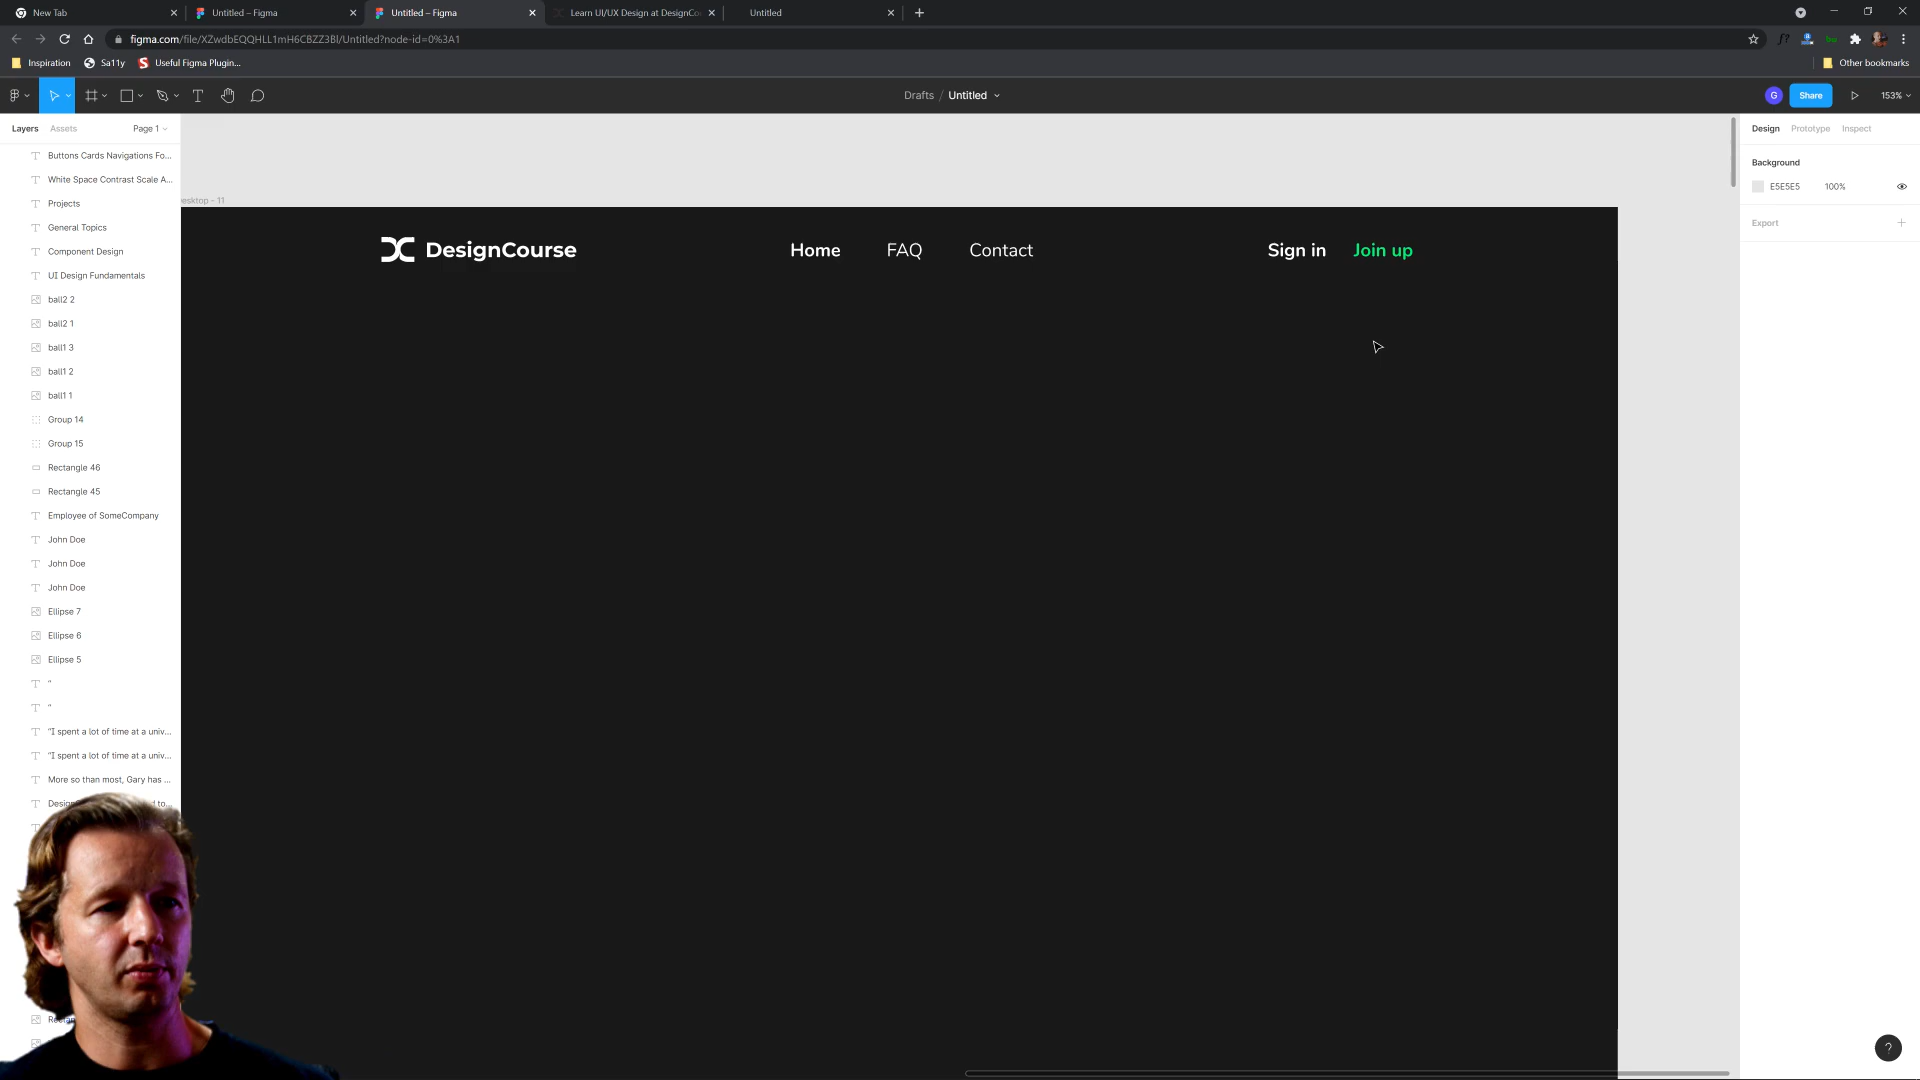 New Tab
Untitled – Figma
Untitled – Figma
Learn UI/UX Design at DesignCo
Untitled
figma.com/file/XZwdbEQQHLL1mH6CBZZ3Bl/Untitled?node-id=0%3A1
f?
Inspiration
Sa11y
Useful Figma Plugin...
Other bookmarks
Drafts / Untitled
G
Share
153%
Layers
Assets
Page 1
Design
Prototype
Inspect
Buttons Cards Navigations Fo...
White Space Contrast Scale A...
Projects
General Topics
Component Design
UI Design Fundamentals
ball2 2
ball2 1
ball1 3
ball1 2
ball1 1
Group 14
Group 15
Rectangle 46
Rectangle 45
Employee of SomeCompany
John Doe
John Doe
John Doe
Ellipse 7
Ellipse 6
Ellipse 5
"
"
"I spent a lot of time at a univ...
"I spent a lot of time at a univ...
More so than most, Gary has ...
esktop - 11
DesignCourse
Home
FAQ
Contact
Sign in
Join up
Background
E5E5E5
100%
Export
?